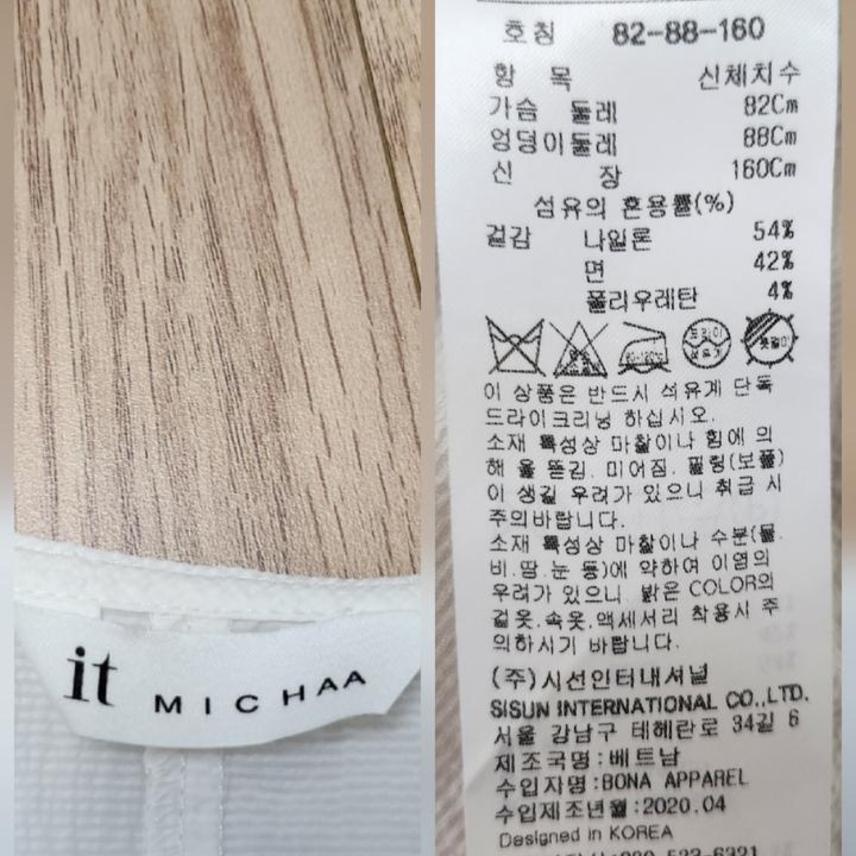 it MICHAA
호칭 82-88-160
항 목 신체치수
가슴 둘레 82Cm
엉덩이둘레 88Cm
신 장 160Cm
섬유의 혼용률(%)
겉감 나일론 54%
면 42%
폴리우레탄 4%
80-120℃ 드라이 석유계 옷걸이
이 상품은 반드시 석유계 단독
드라이크리닝 하십시오.
소재 특성상 마찰이나 힘에 의
해 올 뜯김. 미어짐. 필링(보풀)
이 생길 우려가 있으니 취급 시
주의바랍니다.
소재 특성상 마찰이나 수분(물.
비.땀.눈 등)에 약하여 이염의
우려가 있으니 밝은 COLOR의
겉옷.속옷.액세서리 착용시 주
의하시기 바랍니다.
(주)시선인터내셔널
SISUN INTERNATIONAL CO.,LTD.
서울 강남구 테헤란로 34길 6
제조국명:베트남
수입자명:BONA APPAREL
수입제조년월:2020.04
Designed in KOREA